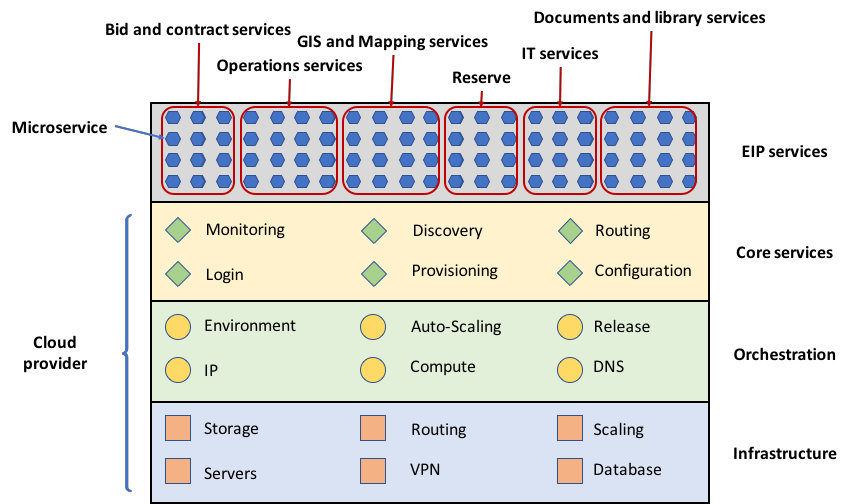 Documents and library services
Bid and contract services
GIS and Mapping services
IT services
Operations services
Reserve
Microservice
EIP services
Monitoring
Discovery
Routing
Core services
Login
Provisioning
Configuration
Environment
Auto-Scaling
Release
Cloud
provider
Orchestration
IP
Compute
DNS
Storage
Routing
Scaling
Infrastructure
Servers
VPN
Database